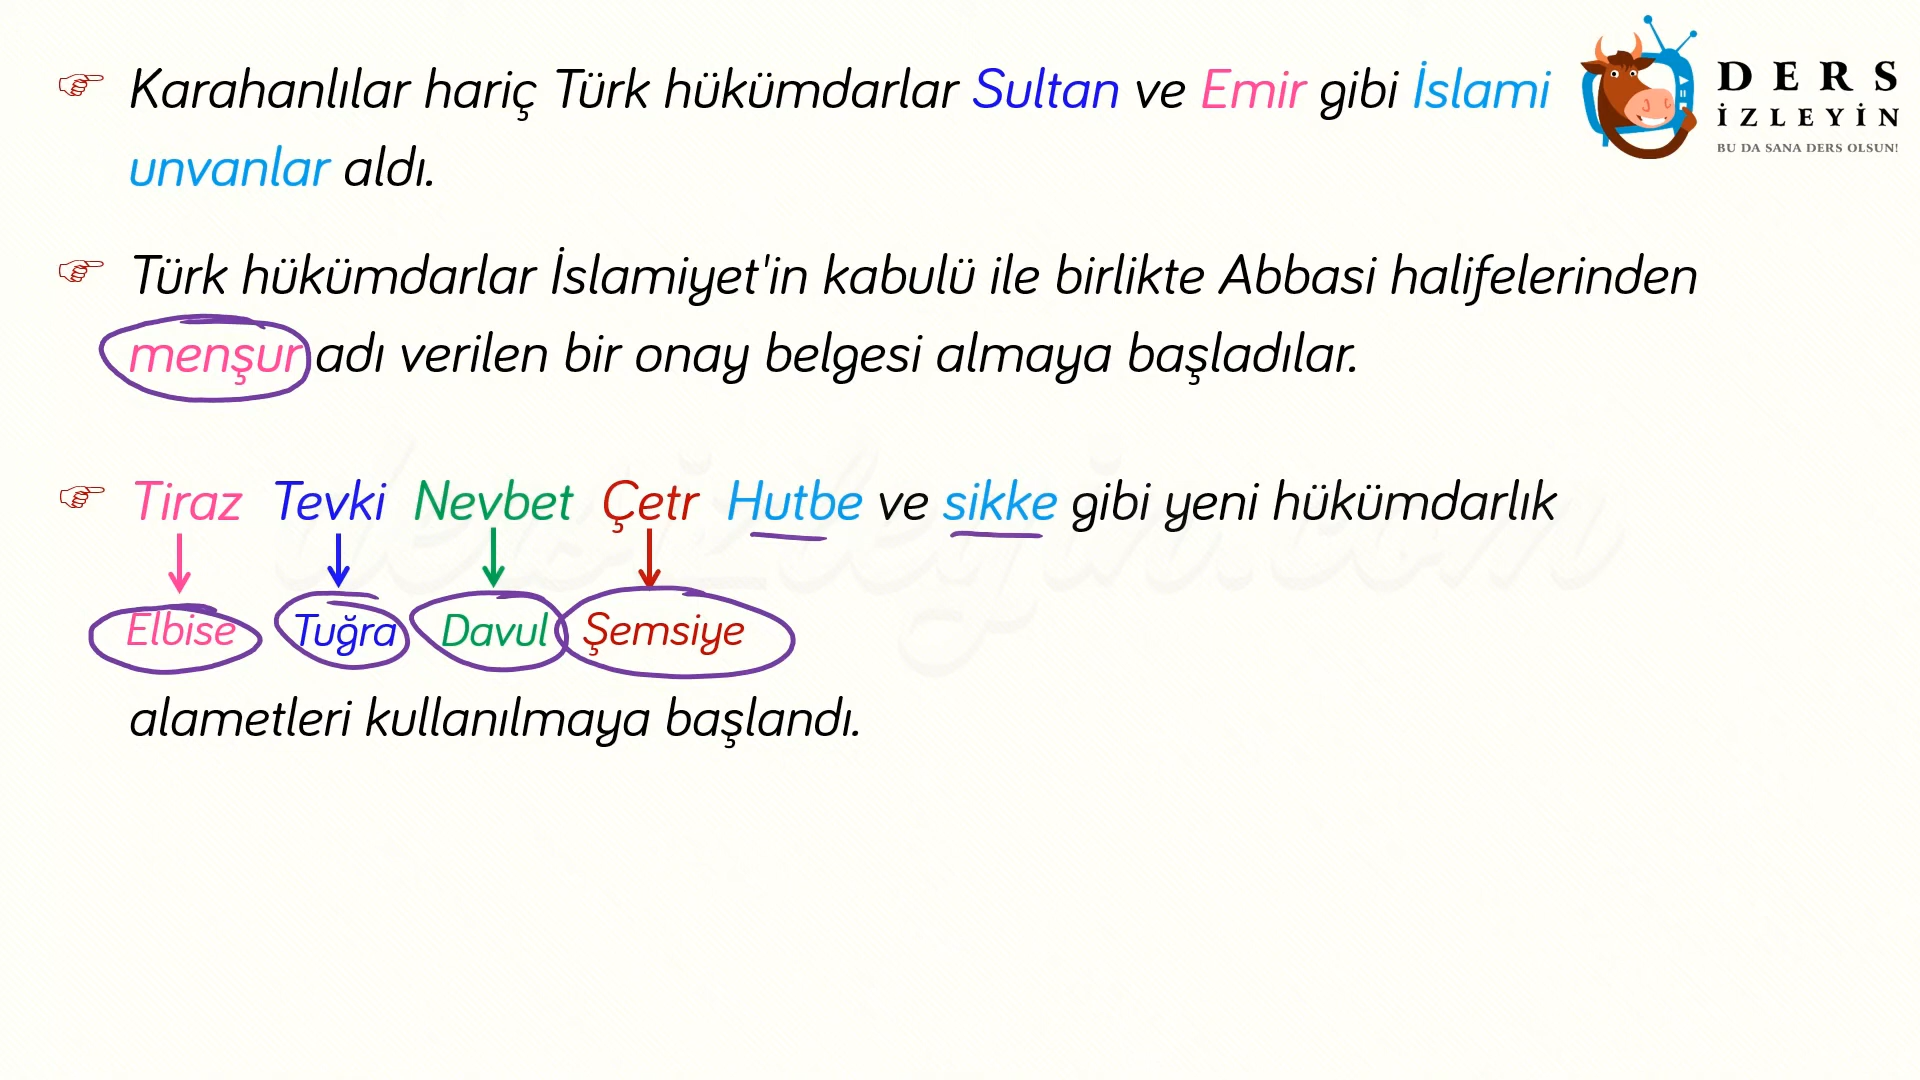 Karahanlılar hariç Türk hükümdarlar Sultan ve Emir gibi İslami
unvanlar aldı.
DERS
İZLEYİN
BU DA SANA DERS OLSUN!
Türk hükümdarlar İslamiyet'in kabulü ile birlikte Abbasi halifelerinden
menşur adı verilen bir onay belgesi almaya başladılar.
Tiraz Tevki Nevbet Çetr Hutbe ve sikke gibi yeni hükümdarlık
Elbise Tuğra Davul Şemsiye
alametleri kullanılmaya başlandı.
dersizleyin.com